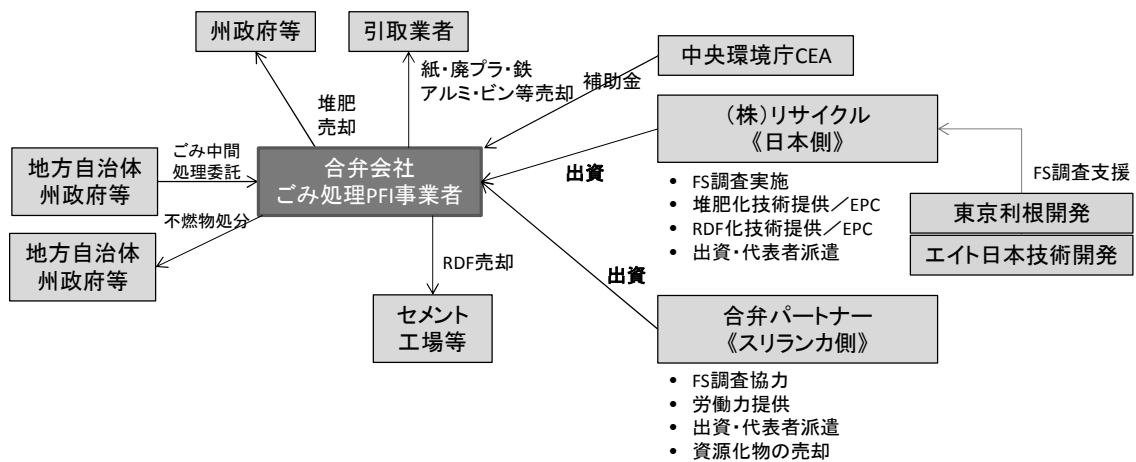 州政府等
引取業者
中央環境庁CEA
紙・廃プラ・鉄
アルミ・ビン等売却
補助金
堆肥
売却
(株)リサイクル
《日本側》
地方自治体
州政府等
ごみ中間
処理委託
合弁会社
ごみ処理PFI事業者
出資
FS調査支援
• FS調査実施
• 堆肥化技術提供／EPC
• RDF化技術提供／EPC
• 出資・代表者派遣
東京利根開発
エイト日本技術開発
不燃物処分
地方自治体
州政府等
RDF売却
出資
セメント
工場等
合弁パートナー
《スリランカ側》
• FS調査協力
• 労働力提供
• 出資・代表者派遣
• 資源化物の売却